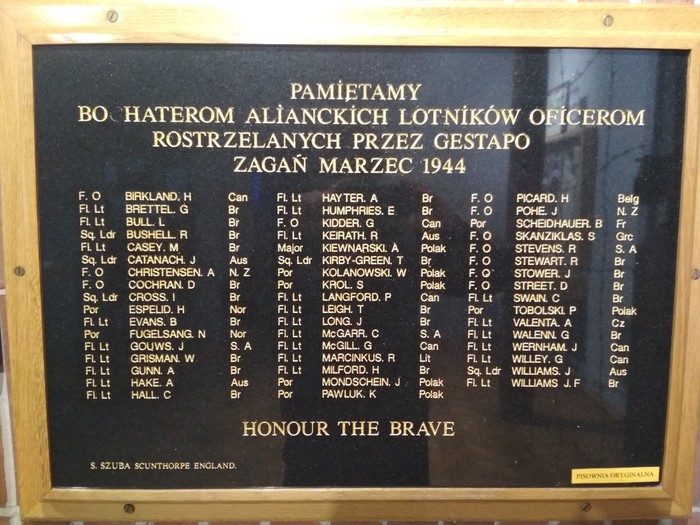 PAMIĘTAMY
BO HATEROM ALIANCKICH LOTNIKÓW OFICEROM
ROSTRZELANYCH PRZEZ GESTAPO
ZAGAŃ MARZEC 1944
F. O BIRKLAND. H Can
Fl. Lt BRETTEL. G Br
Fl. Lt BULL. L Br
Sq. Ldr BUSHELL. R Br
Fl. Lt CASEY. M Br
Sq. Ldr CATANACH. J Aus
F. O CHRISTENSEN. A N. Z
F. O COCHRAN. D Br
Sq. Ldr CROSS. I Br
Por ESPELID. H Nor
Fl. Lt EVANS. B Br
Por FUGELSANG. N Nor
Fl. Lt GOUWS. J S. A
Fl. Lt GRISMAN. W Br
Fl. Lt GUNN. A Br
Fl. Lt HAKE. A Aus
Fl. Lt HALL. C Br
Fl. Lt HAYTER. A Br
Fl. Lt HUMPHRIES. E Br
F. O KIDDER. G Can
Fl. Lt KEIRATH. R Aus
Major KIEWNARSKI. A Polak
Sq. Ldr KIRBY-GREEN. T Br
Por KOLANOWSKI. W Polak
Por KROL. S Polak
Fl. Lt LANGFORD. P Can
Fl. Lt LEIGH. T Br
Fl. Lt LONG. J Br
Fl. Lt McGARR. C S. A
Fl. Lt McGILL. G Can
Fl. Lt MARCINKUS. R Lit
Fl. Lt MILFORD. H Br
Por MONDSCHEIN. J Polak
Por PAWLUK. K Polak
F. O PICARD. H Belg
F. O POHE. J N. Z
Por SCHEIDHAUER. B Fr
F. O SKANZIKLAS. S Grc
F. O STEVENS. R S. A
F. O STEWART. R Br
F. O STOWER. J Br
F. O STREET. D Br
Fl. Lt SWAIN. C Br
Por TOBOLSKI. P Polak
Fl. Lt VALENTA. A Cz
Fl. Lt WALENN. G Br
Fl. Lt WERNHAM. J Can
Fl. Lt WILLEY. G Can
Sq. Ldr WILLIAMS. J Aus
Fl. Lt WILLIAMS J. F Br
HONOUR THE BRAVE
S. SZUBA SCUNTHORPE ENGLAND.
PISOWNIA ORYGINALNA